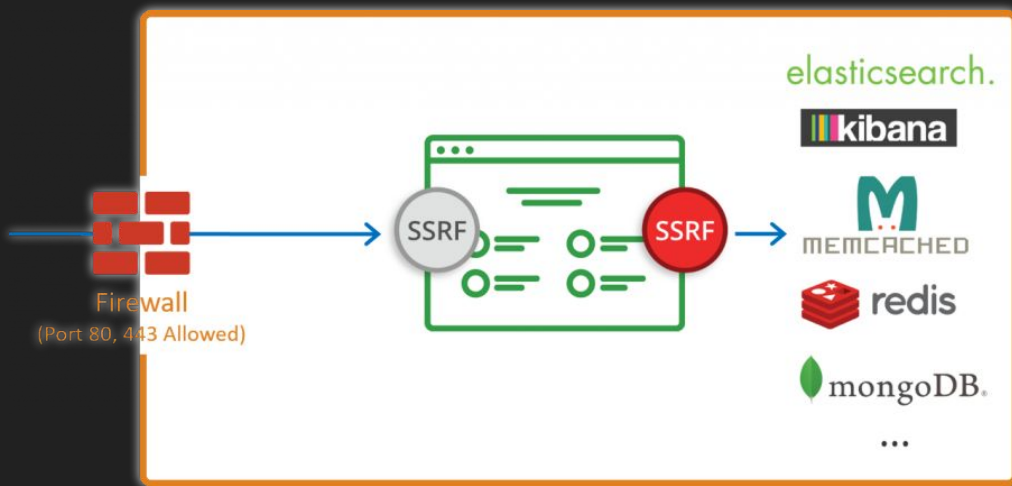 Firewall
(Port 80, 443 Allowed)
SSRF
SSRF
elasticsearch.
kibana
MEMCACHED
redis
mongoDB®
...